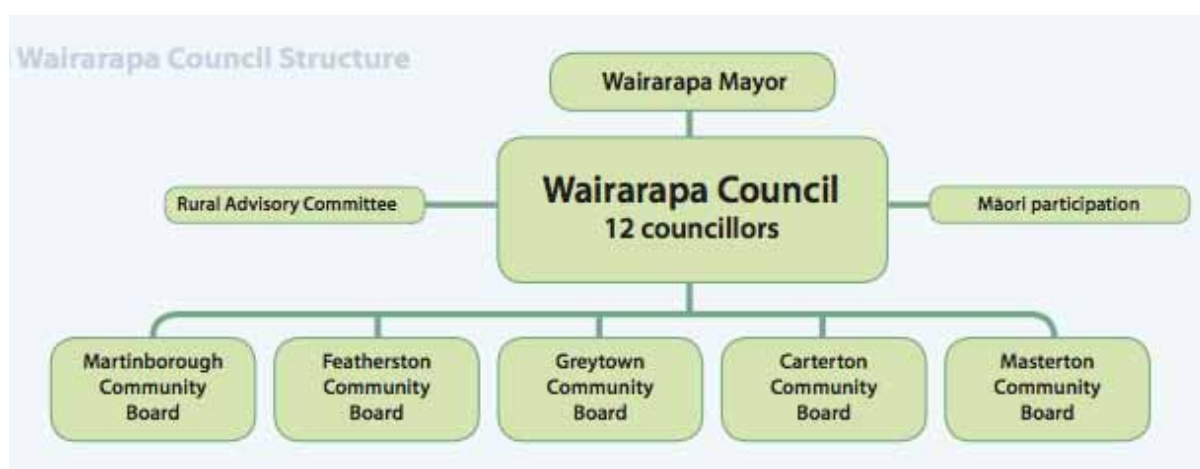 Wairarapa Council Structure
Wairarapa Mayor
Wairarapa Council
12 councillors
Rural Advisory Committee
Māori participation
Martinborough
Community
Board
Featherston
Community
Board
Greytown
Community
Board
Carterton
Community
Board
Masterton
Community
Board